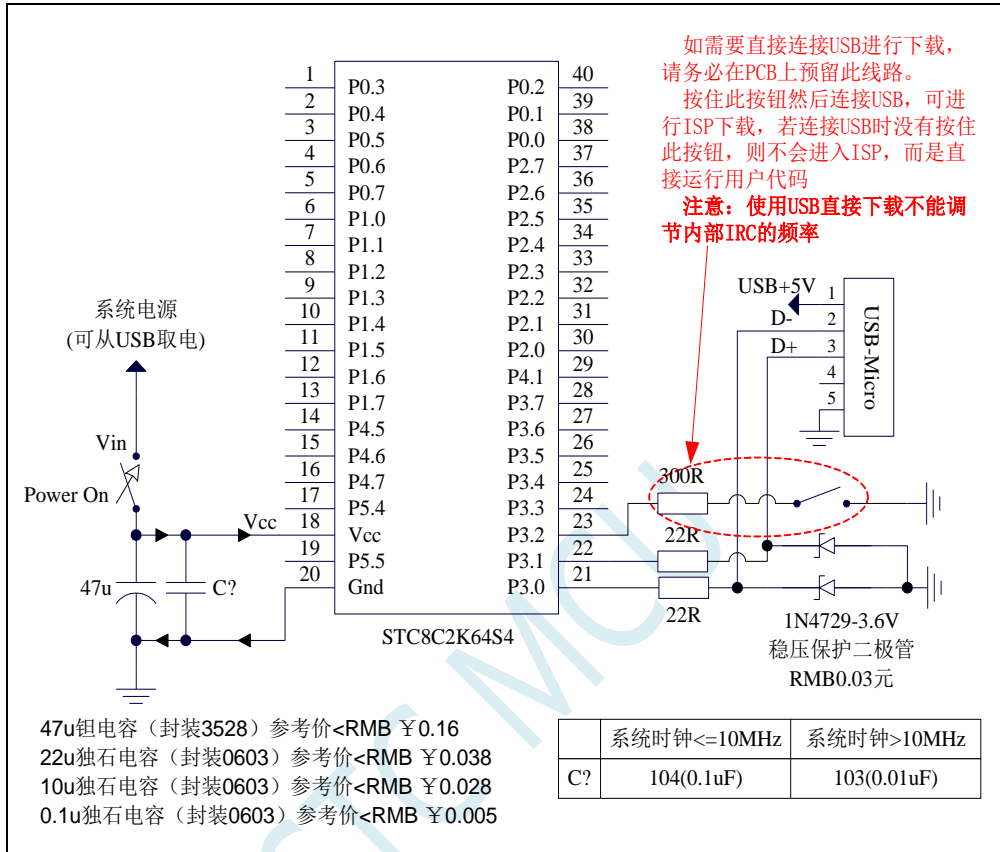 如需要直接连接USB进行下载，
请务必在PCB上预留此线路。
按住此按钮然后连接USB，可进
行ISP下载，若连接USB时没有按住
此按钮，则不会进入ISP，而是直
接运行用户代码
注意：使用USB直接下载不能调
节内部IRC的频率
1 P0.3 P0.2 40
2 P0.4 P0.1 39
3 P0.5 P0.0 38
4 P0.6 P2.7 37
5 P0.7 P2.6 36
6 P1.0 P2.5 35
7 P1.1 P2.4 34
8 P1.2 P2.3 33
9 P1.3 P2.2 32
10 P1.4 P2.1 31
11 P1.5 P2.0 30
12 P1.6 P4.1 29
13 P1.7 P3.7 28
14 P4.5 P3.6 27
15 P4.6 P3.5 26
16 P4.7 P3.4 25
17 P5.4 P3.3 24
18 Vcc P3.2 23
19 P5.5 P3.1 22
20 Gnd P3.0 21
STC8C2K64S4
系统电源
(可从USB取电)
Vin
Power On
Vcc
47u
C?
USB+5V 1
D- 2
D+ 3
4
5
USB-Micro
300R
22R
22R
1N4729-3.6V
稳压保护二极管
RMB0.03元
47u钽电容（封装3528）参考价<RMB ￥0.16
22u独石电容（封装0603）参考价<RMB ￥0.038
10u独石电容（封装0603）参考价<RMB ￥0.028
0.1u独石电容（封装0603）参考价<RMB ￥0.005
系统时钟<=10MHz 系统时钟>10MHz
C? 104(0.1uF) 103(0.01uF)
STC MCU